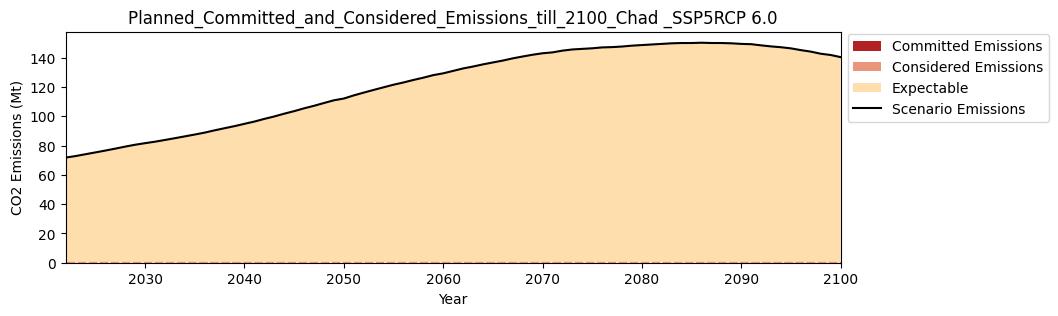 Planned_Committed_and_Considered_Emissions_till_2100_Chad _SSP5RCP 6.0
CO2 Emissions (Mt)
140
120
100
80
60
40
20
0
2030
2040
2050
2060
2070
2080
2090
2100
Year
Committed Emissions
Considered Emissions
Expectable
Scenario Emissions